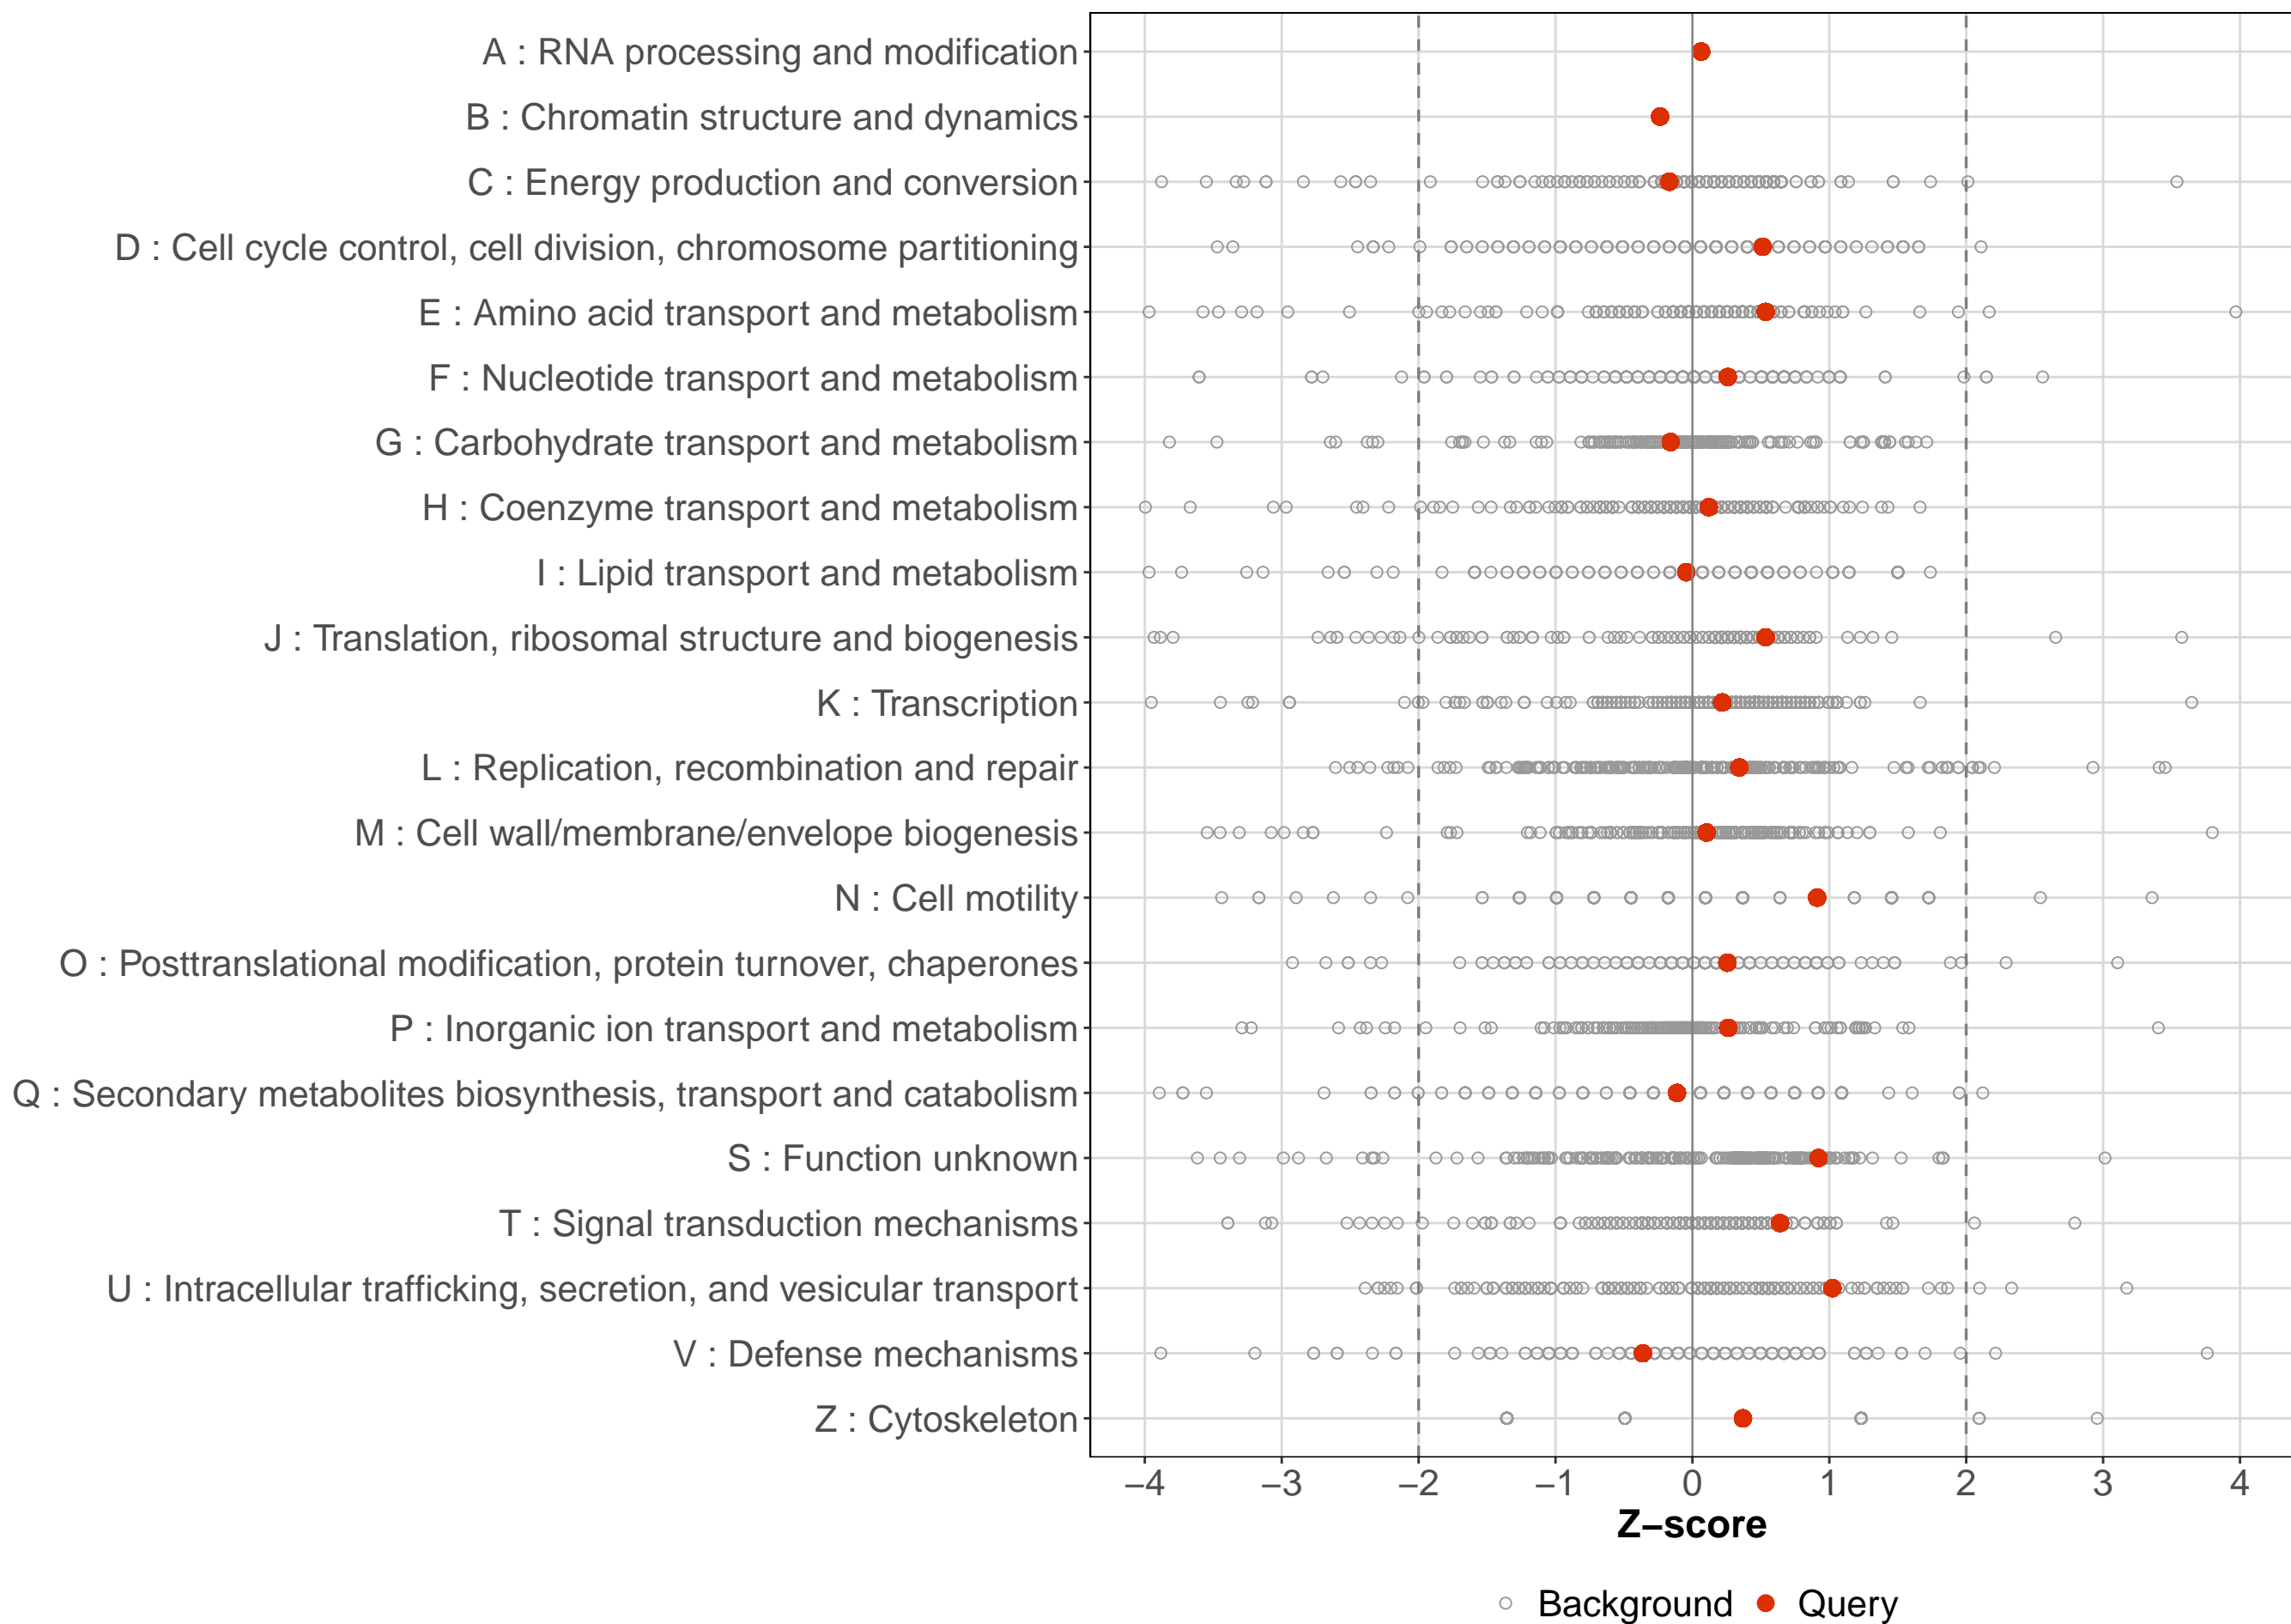 A : RNA processing and modification
B : Chromatin structure and dynamics
C : Energy production and conversion
D : Cell cycle control, cell division, chromosome partitioning
E : Amino acid transport and metabolism
F : Nucleotide transport and metabolism
G : Carbohydrate transport and metabolism
H : Coenzyme transport and metabolism
I : Lipid transport and metabolism
J : Translation, ribosomal structure and biogenesis
K : Transcription
L : Replication, recombination and repair
M : Cell wall/membrane/envelope biogenesis
N : Cell motility
O : Posttranslational modification, protein turnover, chaperones
P : Inorganic ion transport and metabolism
Q : Secondary metabolites biosynthesis, transport and catabolism
S : Function unknown
T : Signal transduction mechanisms
U : Intracellular trafficking, secretion, and vesicular transport
V : Defense mechanisms
Z : Cytoskeleton
−4 −3 −2 −1 0 1 2 3 4
Z−score
Background Query